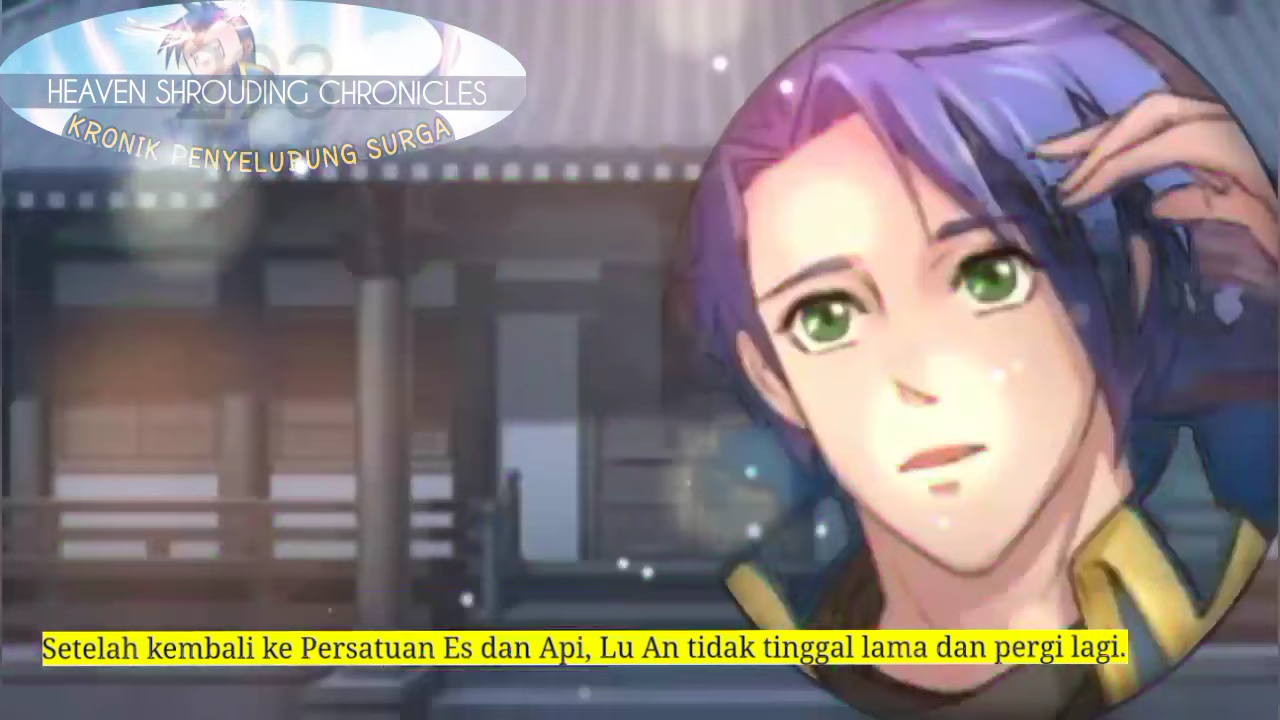 293
HEAVEN SHROUDING CHRONICLES
KRONIK PENYELUBUNG SURGA
Setelah kembali ke Persatuan Es dan Api, Lu An tidak tinggal lama dan pergi lagi.